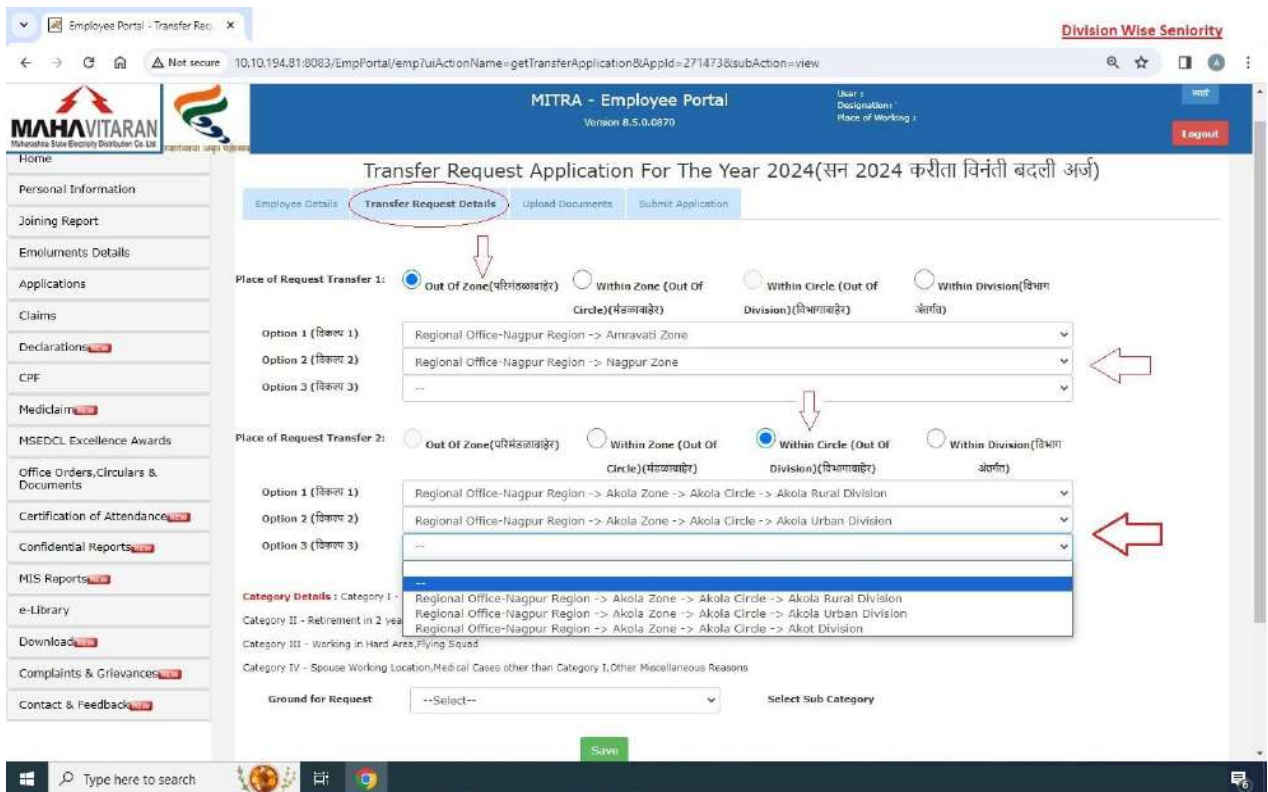 Employee Portal - Transfer Req
Division Wise Seniority
Not secure 10.10.194.81:8083/EmpPortal/emp?uiActionName=getTransferApplication&AppId=271473&subAction=view
MAHAVITARAN
Maharashtra State Electricity Distribution Co. Ltd
MITRA - Employee Portal
Version 8.5.0.0870
User :
Designation :
Place of Working :
मराठी
Logout
Home
Personal Information
Joining Report
Emoluments Details
Applications
Claims
Declarations
CPF
Mediclaim
MSEDCL Excellence Awards
Office Orders,Circulars &
Documents
Certification of Attendance
Confidential Reports
MIS Reports
e-Library
Download
Complaints & Grievances
Contact & Feedback
Transfer Request Application For The Year 2024(सन 2024 करीता विनंती बदली अर्ज)
Employee Details Transfer Request Details Upload Documents Submit Application
Place of Request Transfer 1: Out Of Zone(परिमंडळाबाहेर) Within Zone (Out Of Circle)(मंडळाबाहेर) Within Circle (Out Of Division)(विभागाबाहेर) Within Division(विभाग अंतर्गत)
Option 1 (विकल्प 1) Regional Office-Nagpur Region -> Amravati Zone
Option 2 (विकल्प 2) Regional Office-Nagpur Region -> Nagpur Zone
Option 3 (विकल्प 3) --
Place of Request Transfer 2: Out Of Zone(परिमंडळाबाहेर) Within Zone (Out Of Circle)(मंडळाबाहेर) Within Circle (Out Of Division)(विभागाबाहेर) Within Division(विभाग अंतर्गत)
Option 1 (विकल्प 1) Regional Office-Nagpur Region -> Akola Zone -> Akola Circle -> Akola Rural Division
Option 2 (विकल्प 2) Regional Office-Nagpur Region -> Akola Zone -> Akola Circle -> Akola Urban Division
Option 3 (विकल्प 3) --
--
Regional Office-Nagpur Region -> Akola Zone -> Akola Circle -> Akola Rural Division
Regional Office-Nagpur Region -> Akola Zone -> Akola Circle -> Akola Urban Division
Regional Office-Nagpur Region -> Akola Zone -> Akola Circle -> Akot Division
Category Details : Category I -
Category II - Retirement in 2 yea
Category III - Working in Hard Area,Flying Squad
Category IV - Spouse Working Location,Medical Cases other than Category I,Other Miscellaneous Reasons
Ground for Request --Select-- Select Sub Category
Save
Type here to search